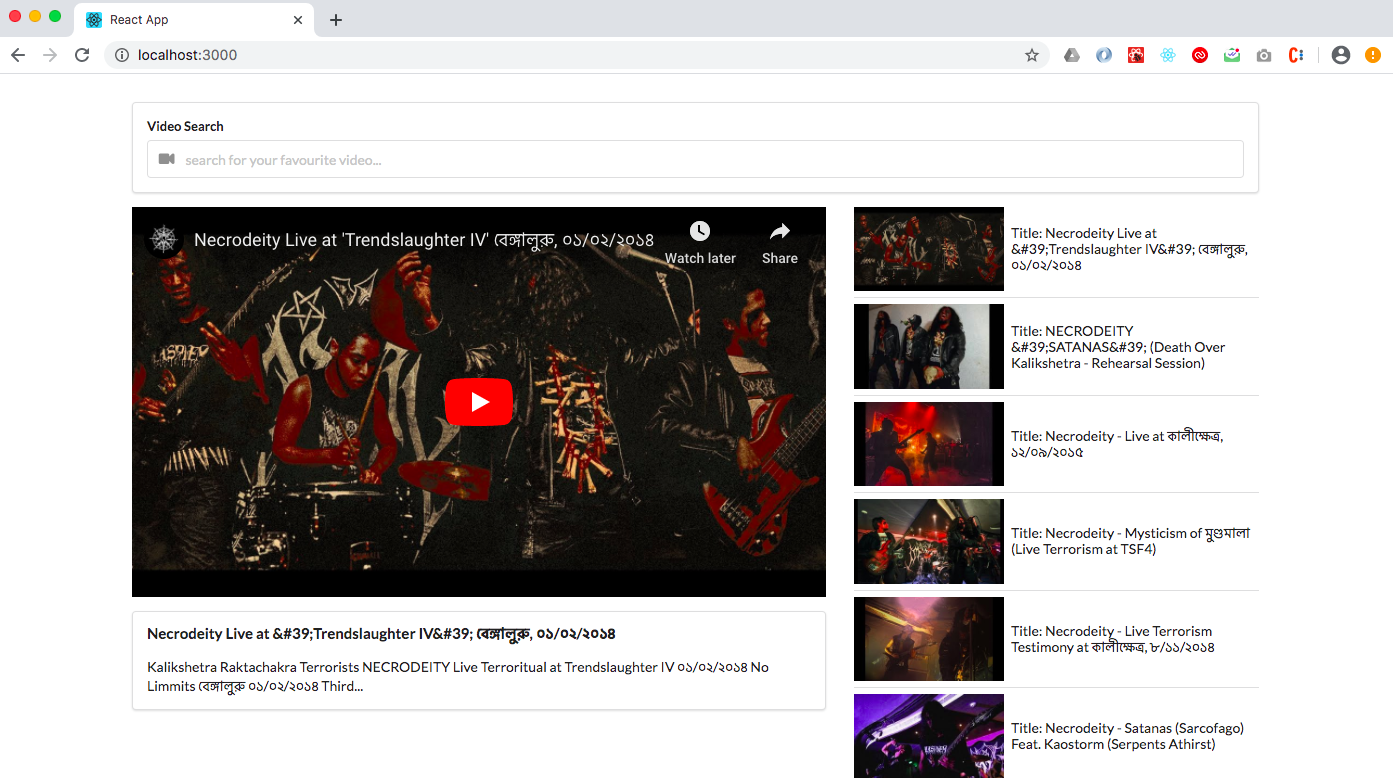 React App
localhost:3000
Video Search
search for your favourite video...
Necrodeity Live at 'Trendslaughter IV' বেঙ্গালুরু, ০১/০২/২০১৪
Watch later
Share
Necrodeity Live at &#39;Trendslaughter IV&#39; বেঙ্গালুরু, ০১/০২/২০১৪
Kalikshetra Raktachakra Terrorists NECRODEITY Live Terroritual at Trendslaughter IV ০১/০২/২০১৪ No
Limmits বেঙ্গালুরু ০১/০২/২০১৪ Third...
Title: Necrodeity Live at
&#39;Trendslaughter IV&#39; বেঙ্গালুরু,
০১/০২/২০১৪
Title: NECRODEITY
&#39;SATANAS&#39; (Death Over
Kalikshetra - Rehearsal Session)
Title: Necrodeity - Live at কালীক্ষেত্র,
১২/০৯/২০১৫
Title: Necrodeity - Mysticism of মুণ্ডমালা
(Live Terrorism at TSF4)
Title: Necrodeity - Live Terrorism
Testimony at কালীক্ষেত্র, ৮/১১/২০১৪
Title: Necrodeity - Satanas (Sarcofago)
Feat. Kaostorm (Serpents Athirst)